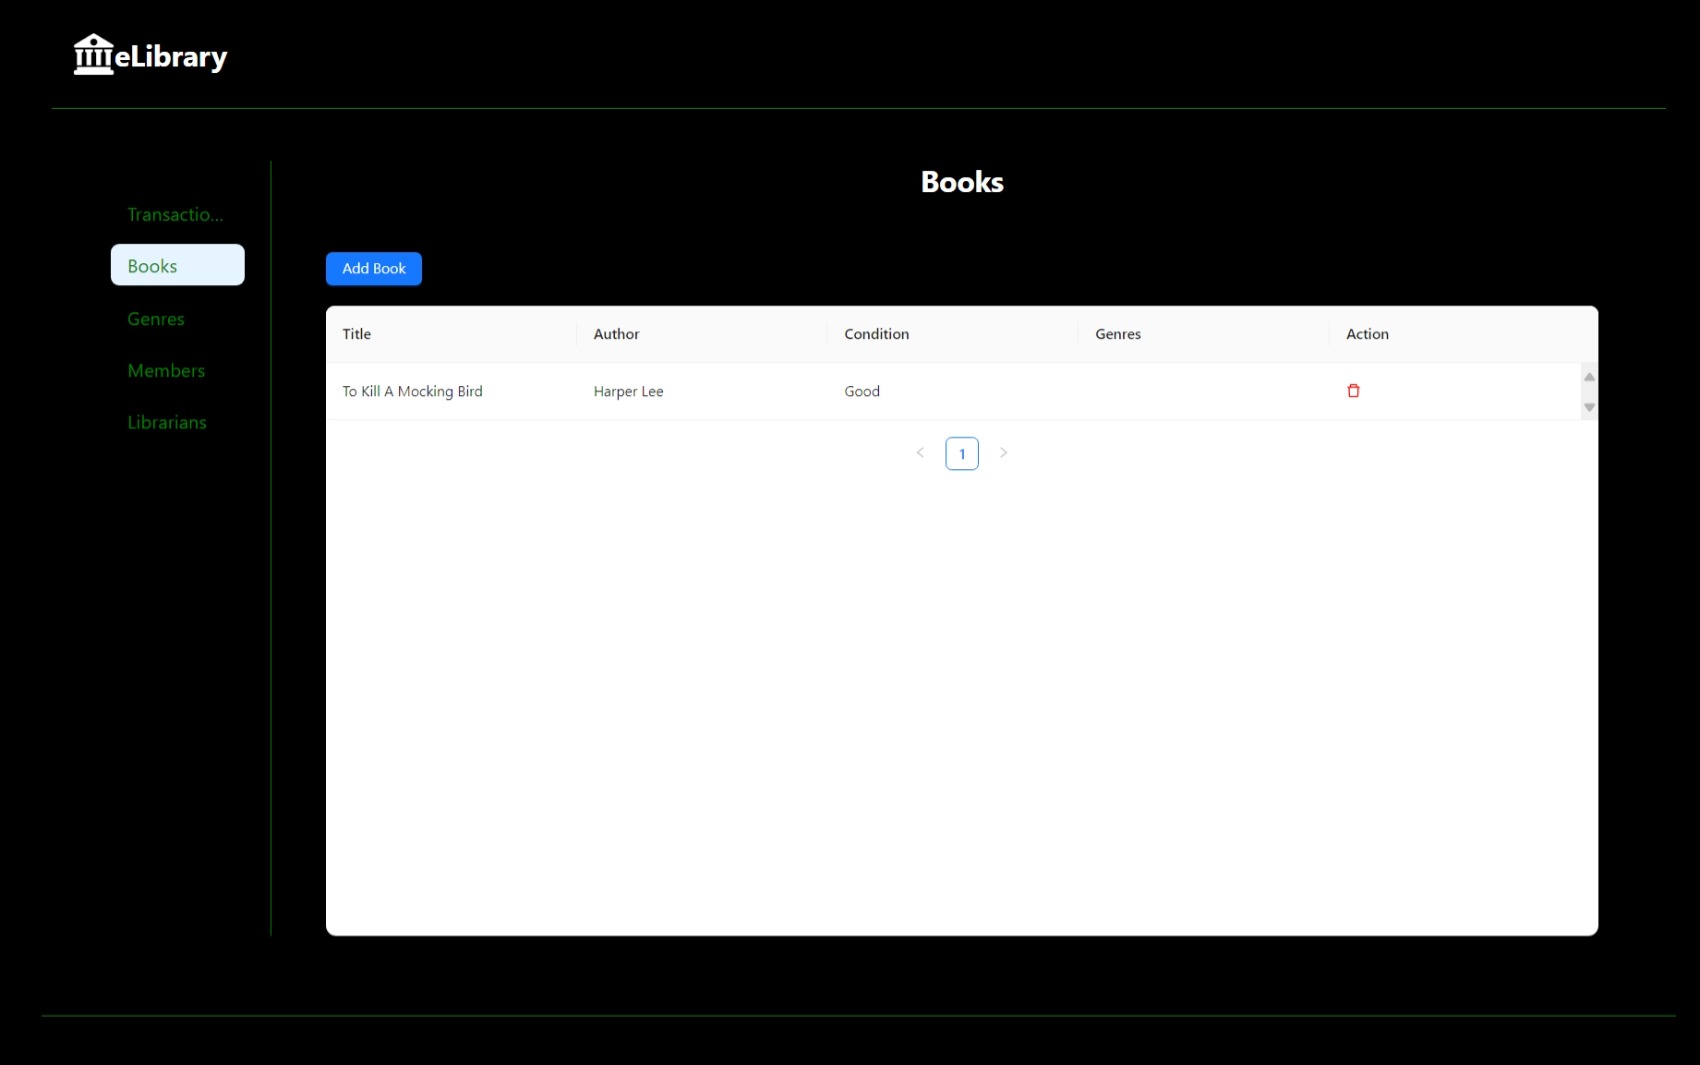 eLibrary
Transactio...
Books
Genres
Members
Librarians
Books
Add Book
Title Author Condition Genres Action
To Kill A Mocking Bird Harper Lee Good
1